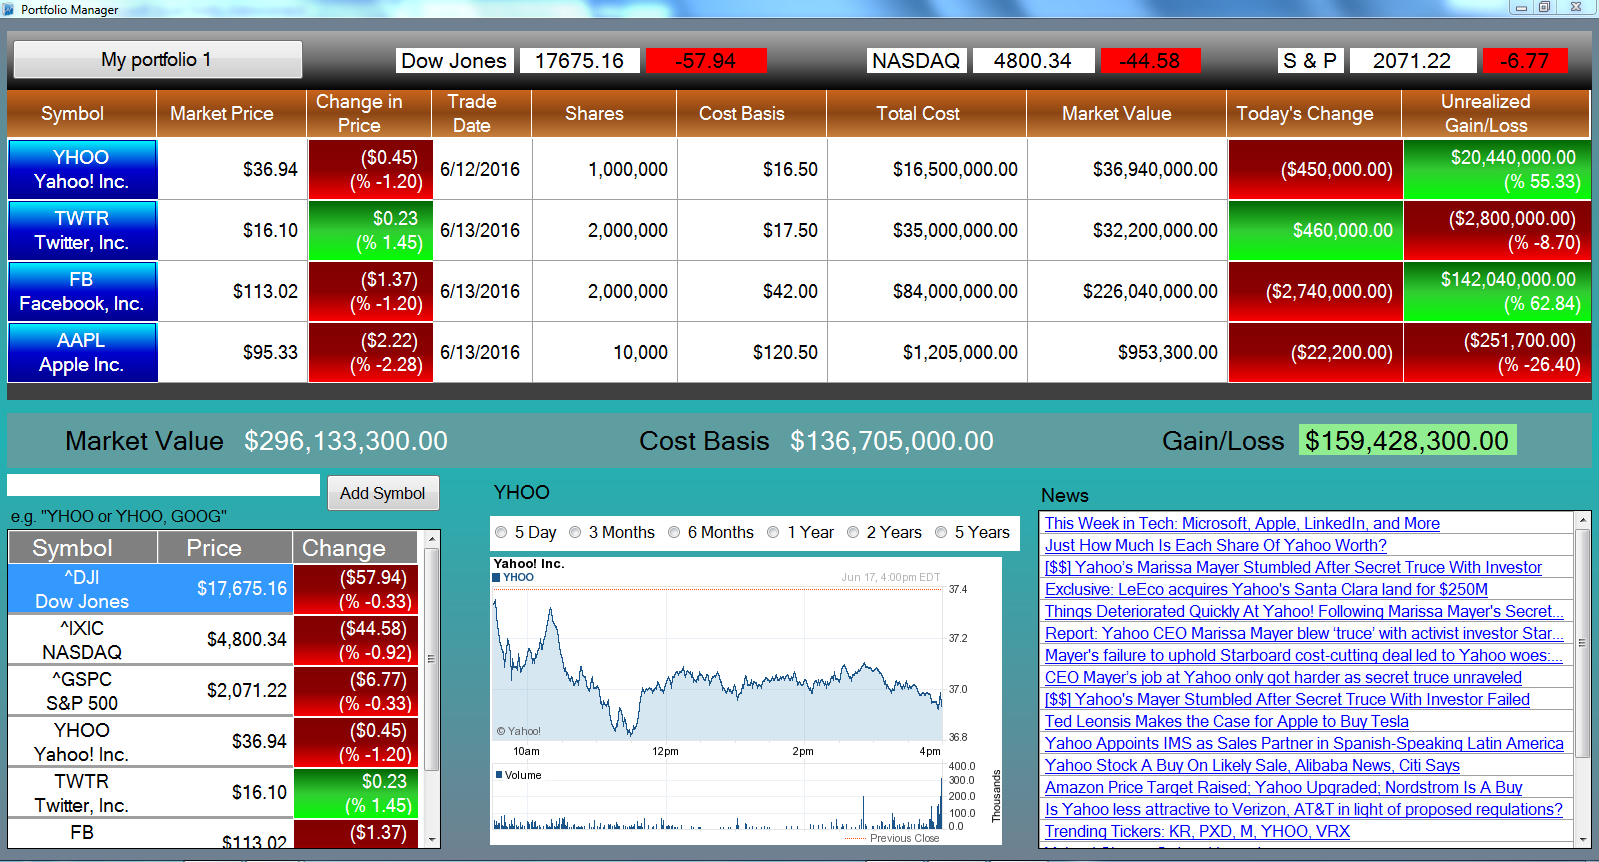 Portfolio Manager
My portfolio 1
Dow Jones 17675.16 -57.94
NASDAQ 4800.34 -44.58
S & P 2071.22 -6.77
Symbol Market Price Change in Price Trade Date Shares Cost Basis Total Cost Market Value Today's Change Unrealized Gain/Loss
YHOO Yahoo! Inc. $36.94 ($0.45) (% -1.20) 6/12/2016 1,000,000 $16.50 $16,500,000.00 $36,940,000.00 ($450,000.00) $20,440,000.00 (% 55.33)
TWTR Twitter, Inc. $16.10 $0.23 (% 1.45) 6/13/2016 2,000,000 $17.50 $35,000,000.00 $32,200,000.00 $460,000.00 ($2,800,000.00) (% -8.70)
FB Facebook, Inc. $113.02 ($1.37) (% -1.20) 6/13/2016 2,000,000 $42.00 $84,000,000.00 $226,040,000.00 ($2,740,000.00) $142,040,000.00 (% 62.84)
AAPL Apple Inc. $95.33 ($2.22) (% -2.28) 6/13/2016 10,000 $120.50 $1,205,000.00 $953,300.00 ($22,200.00) ($251,700.00) (% -26.40)
Market Value $296,133,300.00 Cost Basis $136,705,000.00 Gain/Loss $159,428,300.00
Add Symbol
e.g. "YHOO or YHOO, GOOG"
Symbol Price Change
^DJI Dow Jones $17,675.16 ($57.94) (% -0.33)
^IXIC NASDAQ $4,800.34 ($44.58) (% -0.92)
^GSPC S&P 500 $2,071.22 ($6.77) (% -0.33)
YHOO Yahoo! Inc. $36.94 ($0.45) (% -1.20)
TWTR Twitter, Inc. $16.10 $0.23 (% 1.45)
FB $113.02 ($1.37)
YHOO
5 Day 3 Months 6 Months 1 Year 2 Years 5 Years
Yahoo! Inc.
YHOO Jun 17, 4:00pm EDT
37.4
37.2
37.0
36.8
© Yahoo!
10am 12pm 2pm 4pm
Volume
400.0
300.0
200.0
100.0
0.0
Thousands
Previous Close
News
This Week in Tech: Microsoft, Apple, LinkedIn, and More
Just How Much Is Each Share Of Yahoo Worth?
[$$] Yahoo's Marissa Mayer Stumbled After Secret Truce With Investor
Exclusive: LeEco acquires Yahoo's Santa Clara land for $250M
Things Deteriorated Quickly At Yahoo! Following Marissa Mayer's Secret...
Report: Yahoo CEO Marissa Mayer blew ‘truce’ with activist investor Star...
Mayer's failure to uphold Starboard cost-cutting deal led to Yahoo woes:...
CEO Mayer’s job at Yahoo only got harder as secret truce unraveled
[$$] Yahoo's Mayer Stumbled After Secret Truce With Investor Failed
Ted Leonsis Makes the Case for Apple to Buy Tesla
Yahoo Appoints IMS as Sales Partner in Spanish-Speaking Latin America
Yahoo Stock A Buy On Likely Sale, Alibaba News, Citi Says
Amazon Price Target Raised; Yahoo Upgraded; Nordstrom Is A Buy
Is Yahoo less attractive to Verizon, AT&T in light of proposed regulations?
Trending Tickers: KR, PXD, M, YHOO, VRX